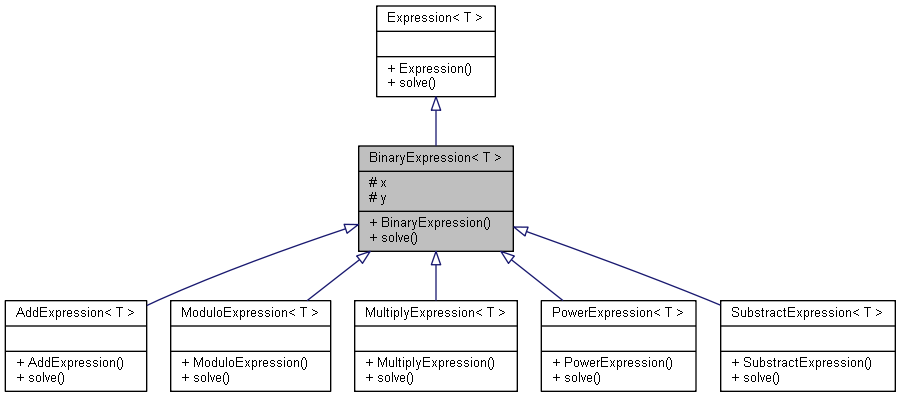 Expression< T >
+ Expression()
+ solve()
BinaryExpression< T >
# x
# y
+ BinaryExpression()
+ solve()
AddExpression< T >
+ AddExpression()
+ solve()
ModuloExpression< T >
+ ModuloExpression()
+ solve()
MultiplyExpression< T >
+ MultiplyExpression()
+ solve()
PowerExpression< T >
+ PowerExpression()
+ solve()
SubstractExpression< T >
+ SubstractExpression()
+ solve()